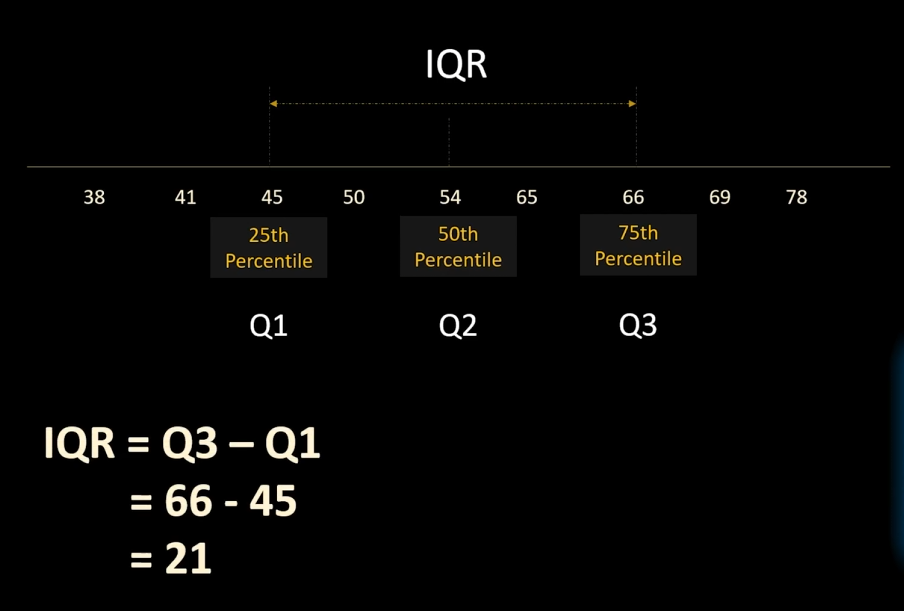 IQR
38 41 45 50 54 65 66 69 78
25th 50th 75th
Percentile Percentile Percentile
Q1 Q2 Q3
IQR = Q3 – Q1
= 66 - 45
= 21